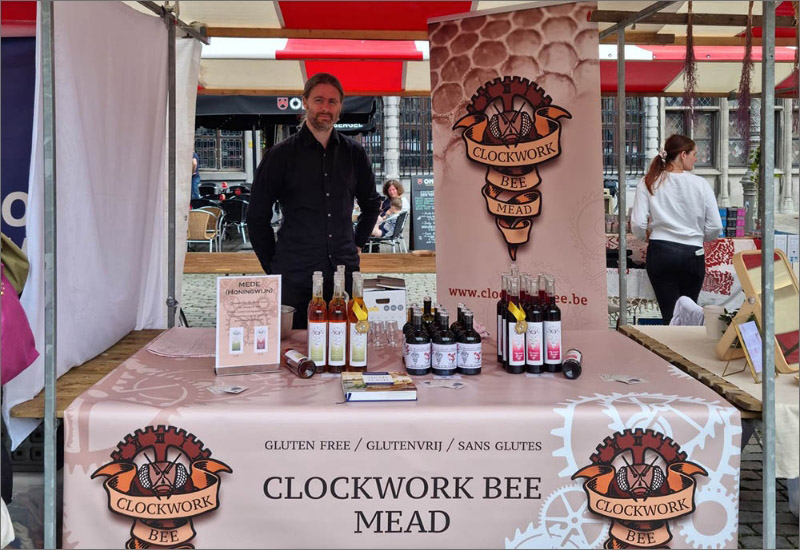 CLOCKWORK
BEE
MEAD
www.cloc
.be
MEDE
(HONINGWIJN)
GLUTEN FREE / GLUTENVRIJ / SANS GLUTES
CLOCKWORK BEE
MEAD
CLOCKWORK
BEE
CLOCKWORK
BEE